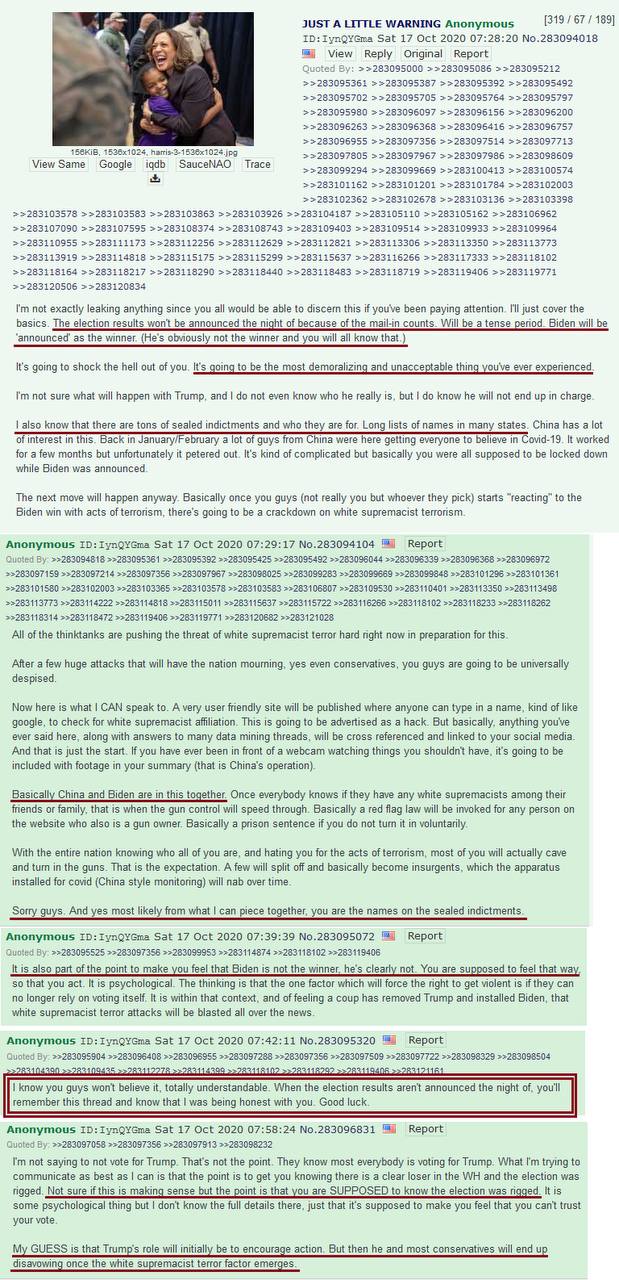 JUST A LITTLE WARNING Anonymous [319 / 67 / 189]
ID:IynQYGma Sat 17 Oct 2020 07:28:20 No.283094018
View Reply Original Report
156KiB, 1536x1024, harris-3-1536x1024.jpg
View Same Google iqdb SauceNAO Trace
Quoted By: >>283095000 >>283095086 >>283095212
>>283095361 >>283095387 >>283095392 >>283095492
>>283095702 >>283095705 >>283095764 >>283095797
>>283095980 >>283096097 >>283096156 >>283096200
>>283096263 >>283096368 >>283096416 >>283096757
>>283096955 >>283097356 >>283097514 >>283097713
>>283097805 >>283097967 >>283097986 >>283098609
>>283099294 >>283099669 >>283100413 >>283100574
>>283101162 >>283101201 >>283101784 >>283102003
>>283102362 >>283102678 >>283103136 >>283103398
>>283103578 >>283103583 >>283103863 >>283103926 >>283104187 >>283105110 >>283105162 >>283106962
>>283107090 >>283107595 >>283108374 >>283108743 >>283109403 >>283109514 >>283109933 >>283109964
>>283110955 >>283111173 >>283112256 >>283112629 >>283112821 >>283113306 >>283113350 >>283113773
>>283113919 >>283114818 >>283115175 >>283115299 >>283115637 >>283116266 >>283117333 >>283118102
>>283118164 >>283118217 >>283118290 >>283118440 >>283118483 >>283118719 >>283119406 >>283119771
>>283120506 >>283120834
I'm not exactly leaking anything since you all would be able to discern this if you've been paying attention. I'll just cover the
basics. The election results won't be announced the night of because of the mail-in counts. Will be a tense period. Biden will be
'announced' as the winner. (He's obviously not the winner and you will all know that.)
It's going to shock the hell out of you. It's going to be the most demoralizing and unacceptable thing you've ever experienced.
I'm not sure what will happen with Trump, and I do not even know who he really is, but I do know he will not end up in charge.
I also know that there are tons of sealed indictments and who they are for. Long lists of names in many states. China has a lot
of interest in this. Back in January/February a lot of guys from China were here getting everyone to believe in Covid-19. It worked
for a few months but unfortunately it petered out. It's kind of complicated but basically you were all supposed to be locked down
while Biden was announced.
The next move will happen anyway. Basically once you guys (not really you but whoever they pick) starts "reacting" to the
Biden win with acts of terrorism, there's going to be a crackdown on white supremacist terrorism.
Anonymous ID:IynQYGma Sat 17 Oct 2020 07:29:17 No.283094104 Report
Quoted By: >>283094818 >>283095361 >>283095392 >>283095425 >>283095492 >>283096044 >>283096339 >>283096368 >>283096972
>>283097159 >>283097214 >>283097356 >>283097967 >>283098025 >>283099283 >>283099669 >>283099848 >>283101296 >>283101361
>>283101580 >>283102003 >>283103365 >>283103578 >>283103583 >>283106807 >>283109530 >>283110401 >>283113350 >>283113498
>>283113773 >>283114222 >>283114818 >>283115011 >>283115637 >>283115722 >>283116266 >>283118102 >>283118233 >>283118262
>>283118314 >>283118472 >>283119406 >>283119771 >>283120682 >>283121028
All of the thinktanks are pushing the threat of white supremacist terror hard right now in preparation for this.
After a few huge attacks that will have the nation mourning, yes even conservatives, you guys are going to be universally
despised.
Now here is what I CAN speak to. A very user friendly site will be published where anyone can type in a name, kind of like
google, to check for white supremacist affiliation. This is going to be advertised as a hack. But basically, anything you've
ever said here, along with answers to many data mining threads, will be cross referenced and linked to your social media.
And that is just the start. If you have ever been in front of a webcam watching things you shouldn't have, it's going to be
included with footage in your summary (that is China's operation).
Basically China and Biden are in this together. Once everybody knows if they have any white supremacists among their
friends or family, that is when the gun control will speed through. Basically a red flag law will be invoked for any person on
the website who also is a gun owner. Basically a prison sentence if you do not turn it in voluntarily.
With the entire nation knowing who all of you are, and hating you for the acts of terrorism, most of you will actually cave
and turn in the guns. That is the expectation. A few will split off and basically become insurgents, which the apparatus
installed for covid (China style monitoring) will nab over time.
Sorry guys. And yes most likely from what I can piece together, you are the names on the sealed indictments.
Anonymous ID:IynQYGma Sat 17 Oct 2020 07:39:39 No.283095072 Report
Quoted By: >>283095525 >>283097356 >>283099953 >>283114874 >>283118102 >>283119406
It is also part of the point to make you feel that Biden is not the winner, he's clearly not. You are supposed to feel that way,
so that you act. It is psychological. The thinking is that the one factor which will force the right to get violent is if they can
no longer rely on voting itself. It is within that context, and of feeling a coup has removed Trump and installed Biden, that
white supremacist terror attacks will be blasted all over the news.
Anonymous ID:IynQYGma Sat 17 Oct 2020 07:42:11 No.283095320 Report
Quoted By: >>283095904 >>283096408 >>283096955 >>283097288 >>283097356 >>283097509 >>283097722 >>283098329 >>283098504
>>283104390 >>283109435 >>283112278 >>283114399 >>283118102 >>283118292 >>283119406 >>283121161
I know you guys won't believe it, totally understandable. When the election results aren't announced the night of, you'll
remember this thread and know that I was being honest with you. Good luck.
Anonymous ID:IynQYGma Sat 17 Oct 2020 07:58:24 No.283096831 Report
Quoted By: >>283097058 >>283097356 >>283097913 >>283098232
I'm not saying to not vote for Trump. That's not the point. They know most everybody is voting for Trump. What I'm trying to
communicate as best as I can is that the point is to get you knowing there is a clear loser in the WH and the election was
rigged. Not sure if this is making sense but the point is that you are SUPPOSED to know the election was rigged. It is
some psychological thing but I don't know the full details there, just that it's supposed to make you feel that you can't trust
your vote.
My GUESS is that Trump's role will initially be to encourage action. But then he and most conservatives will end up
disavowing once the white supremacist terror factor emerges.